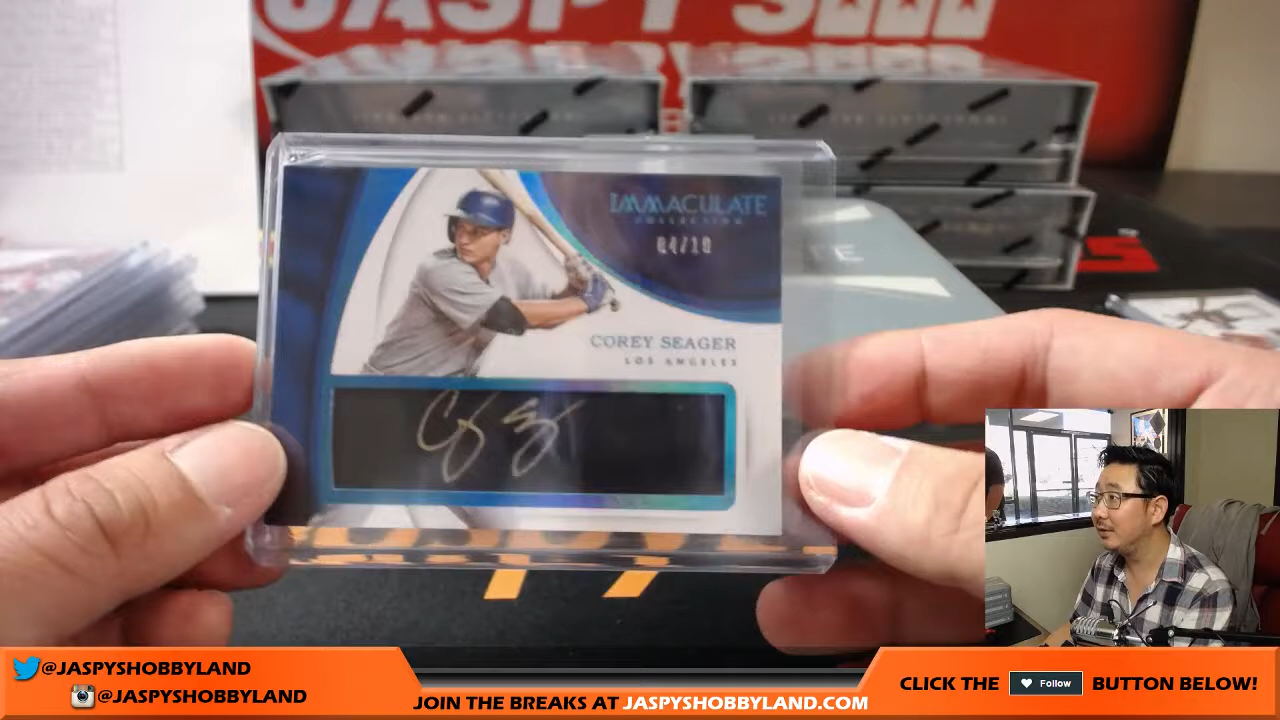 JASPY'S
IMMACULATE
COLLECTION
04/10
COREY SEAGER
LOS ANGELES
@JASPYSHOBBYLAND
@JASPYSHOBBYLAND
JOIN THE BREAKS AT JASPYSHOBBYLAND.COM
CLICK THE Follow BUTTON BELOW!